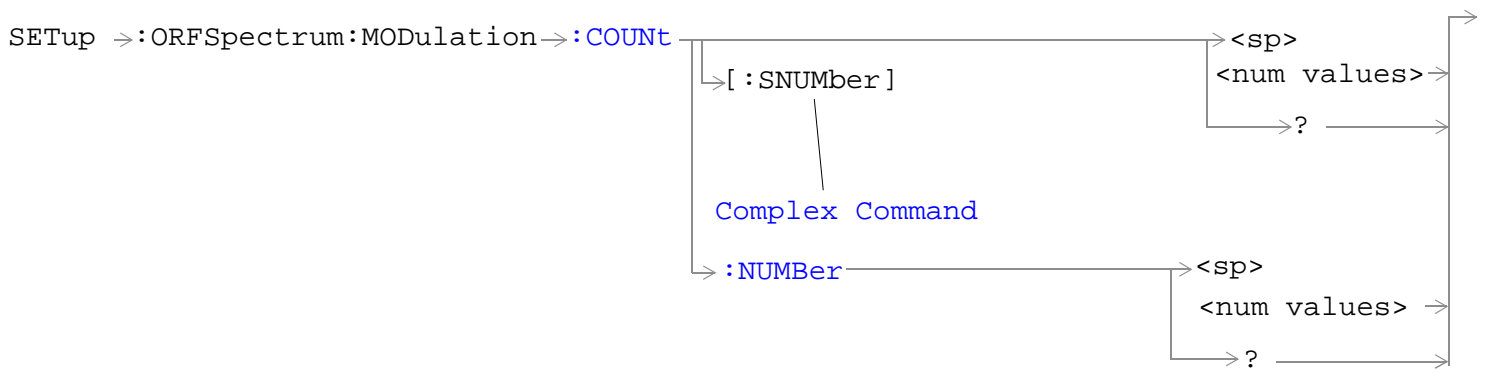 SETup :ORFSpectrum:MODulation :COUNt <sp>
<num values>
[:SNUMber]
?
Complex Command
:NUMBer <sp>
<num values>
?